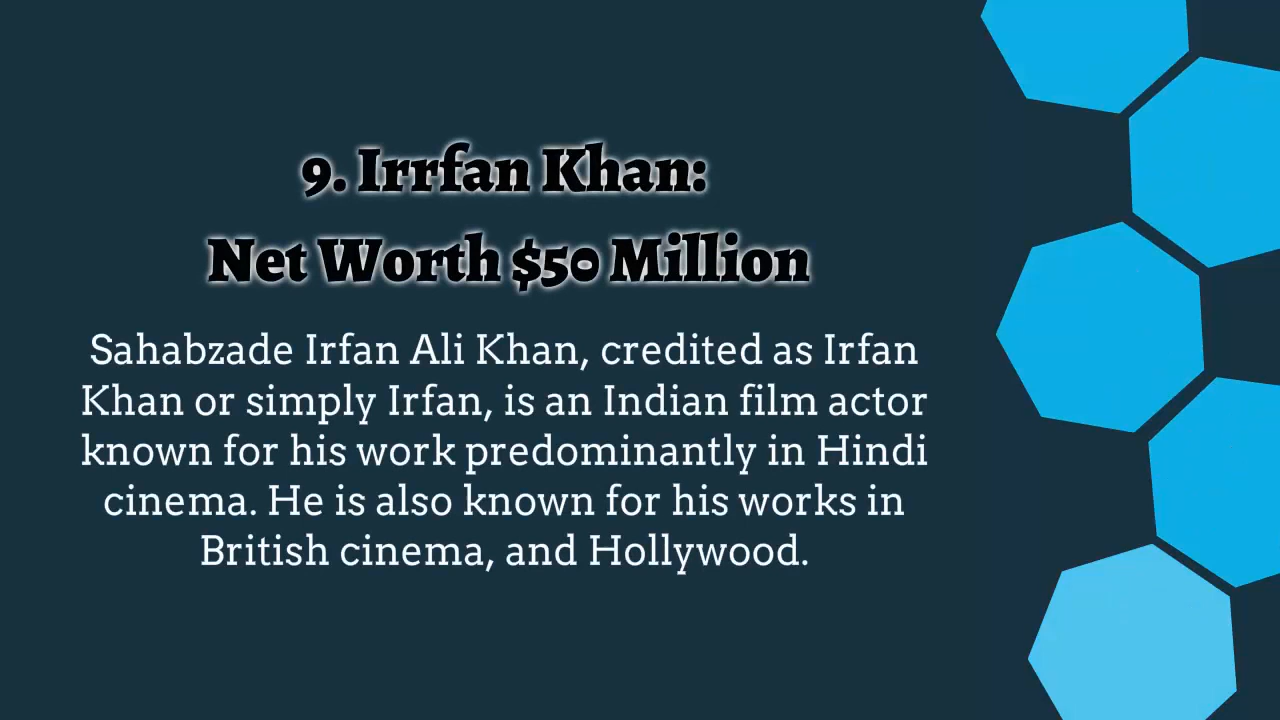 9. Irrfan Khan:
Net Worth $50 Million
Sahabzade Irfan Ali Khan, credited as Irfan
Khan or simply Irfan, is an Indian film actor
known for his work predominantly in Hindi
cinema. He is also known for his works in
British cinema, and Hollywood.